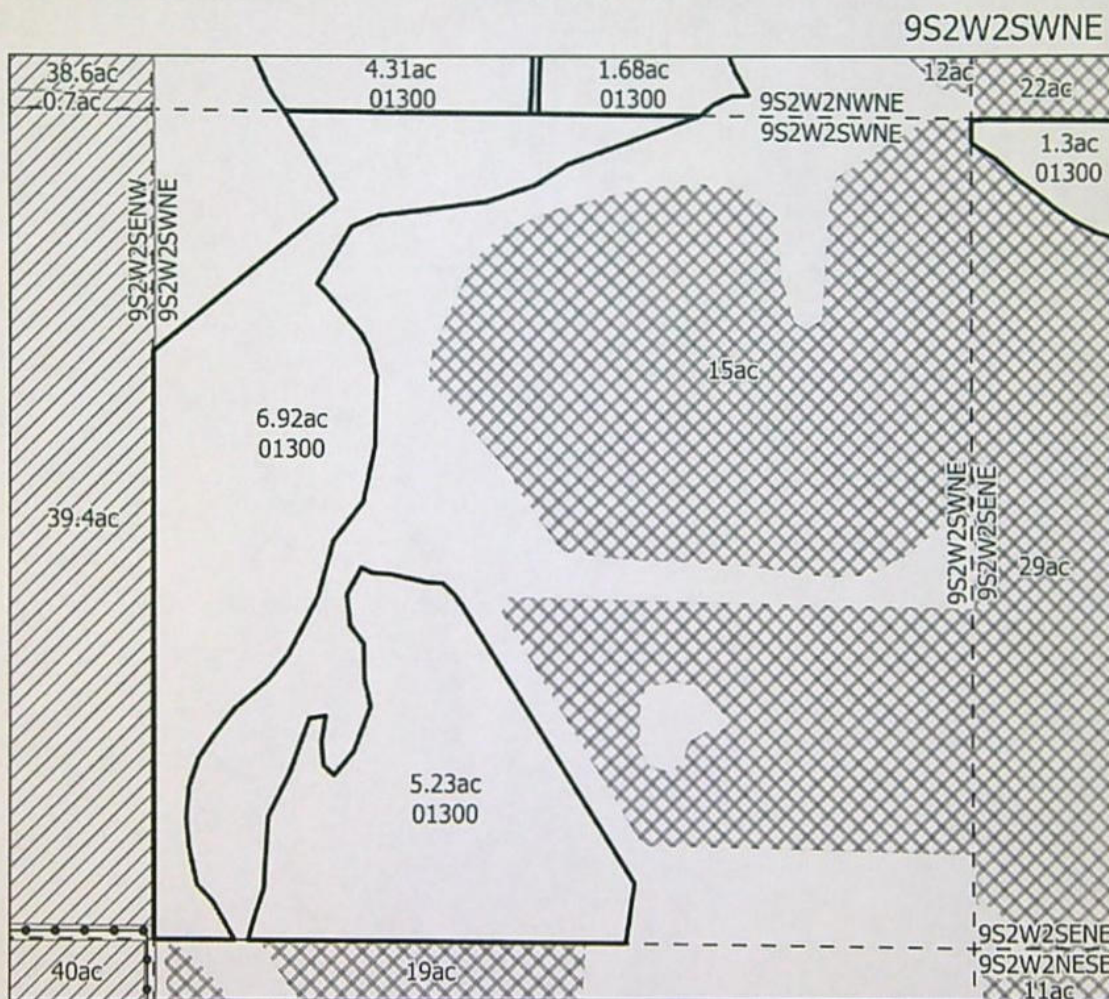 9S2W2SWNE
38.6ac
0.7ac
4.31ac
01300
1.68ac
01300
9S2W2NWNE
9S2W2SWNE
12ac
22ac
1.3ac
01300
9S2W2SENW
9S2W2SWNE
15ac
6.92ac
01300
39.4ac
9S2W2SWNE
9S2W2SENE
29ac
5.23ac
01300
9S2W2SENE
9S2W2NESE
40ac
19ac
11ac